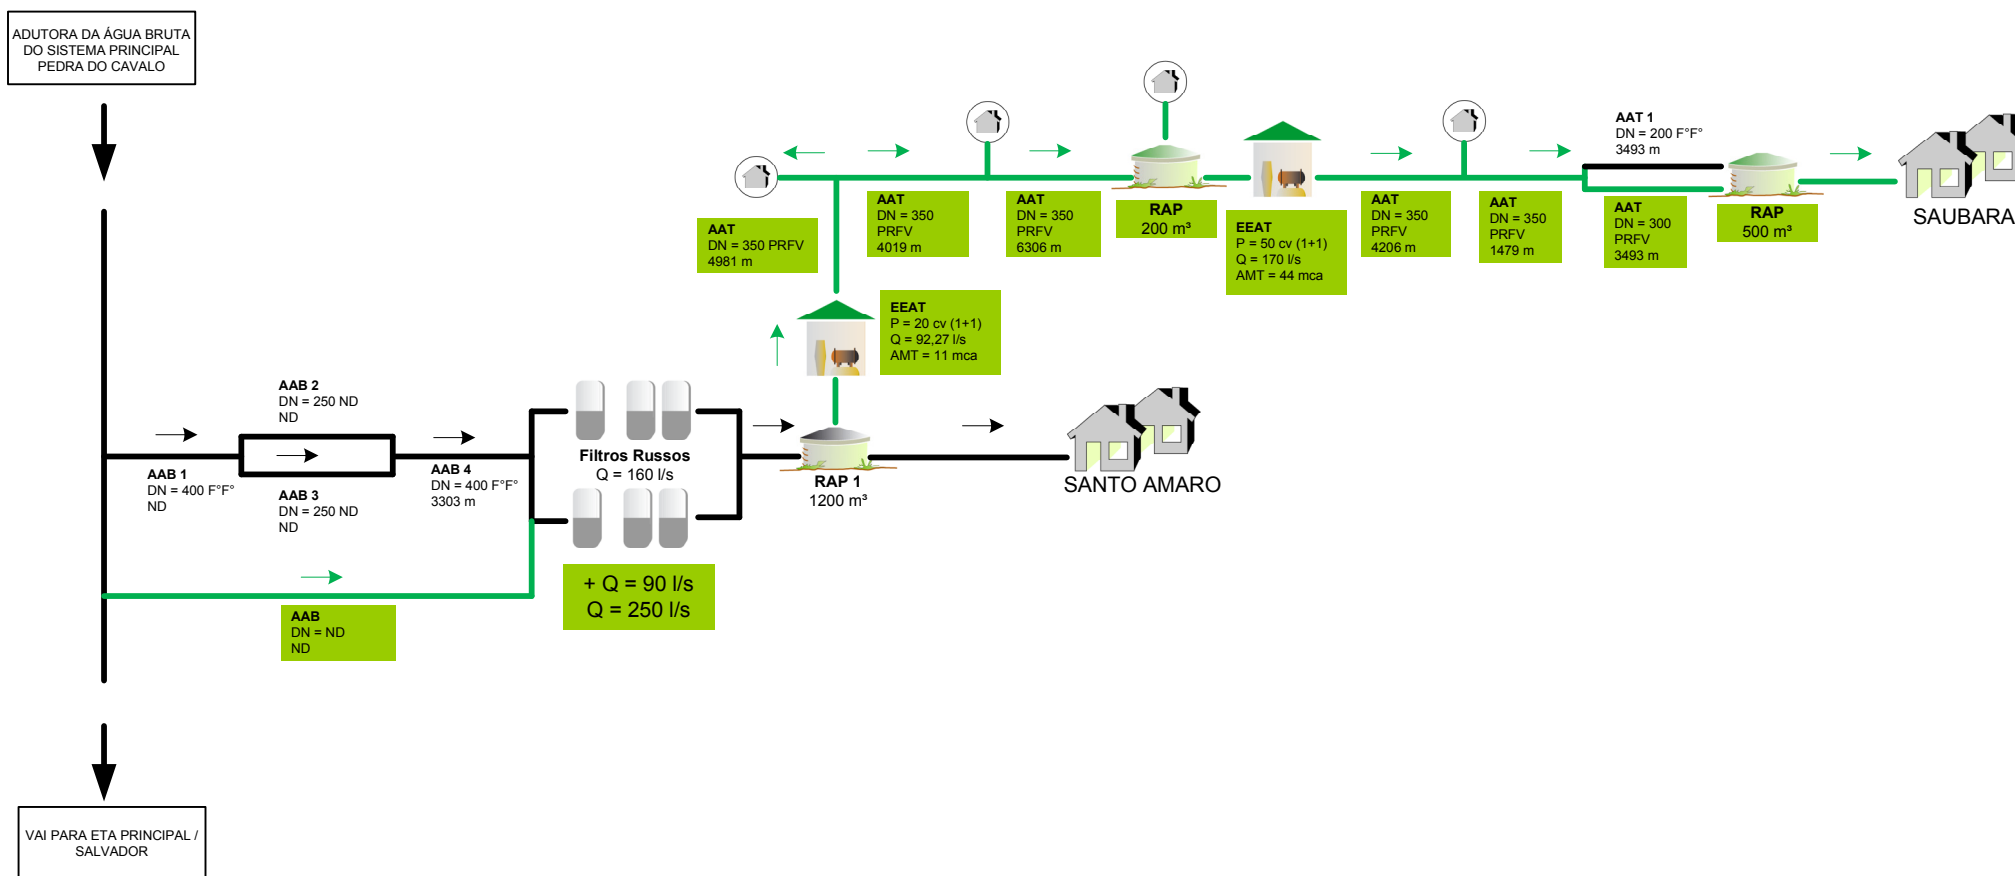 ADUTORA DA ÁGUA BRUTA
DO SISTEMA PRINCIPAL
PEDRA DO CAVALO
AAT 1
DN = 200 F°F°
3493 m
SAUBARA
AAT
DN = 350 PRFV
4981 m
AAT
DN = 350
PRFV
4019 m
AAT
DN = 350
PRFV
6306 m
RAP
200 m³
EEAT
P = 50 cv (1+1)
Q = 170 l/s
AMT = 44 mca
AAT
DN = 350
PRFV
4206 m
AAT
DN = 350
PRFV
1479 m
AAT
DN = 300
PRFV
3493 m
RAP
500 m³
EEAT
P = 20 cv (1+1)
Q = 92,27 l/s
AMT = 11 mca
AAB 2
DN = 250 ND
ND
AAB 1
DN = 400 F°F°
ND
AAB 3
DN = 250 ND
ND
AAB 4
DN = 400 F°F°
3303 m
Filtros Russos
Q = 160 l/s
RAP 1
1200 m³
SANTO AMARO
+ Q = 90 l/s
Q = 250 l/s
AAB
DN = ND
ND
VAI PARA ETA PRINCIPAL /
SALVADOR